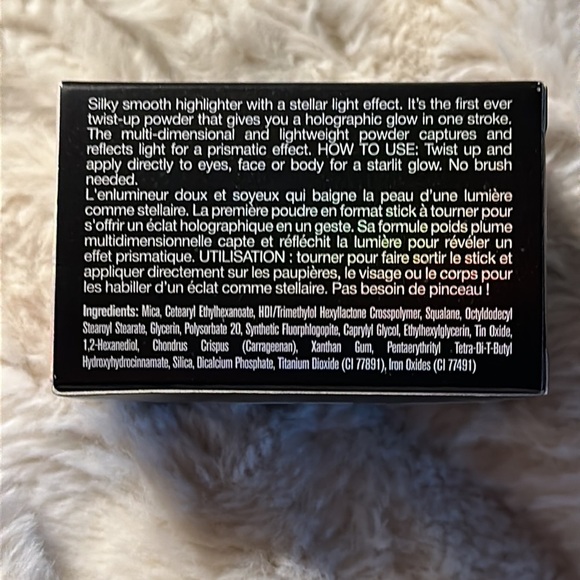 Silky smooth highlighter with a stellar light effect. It's the first ever
twist-up powder that gives you a holographic glow in one stroke.
The multi-dimensional and lightweight powder captures and
reflects light for a prismatic effect. HOW TO USE: Twist up and
apply directly to eyes, face or body for a starlit glow. No brush
needed.
L'enlumineur doux et soyeux qui baigne la peau d'une lumière
comme stellaire. La première poudre en format stick à tourner pour
s'offrir un éclat holographique en un geste. Sa formule poids plume
multidimensionnelle capte et réfléchit la lumière pour révéler un
effet prismatique. UTILISATION : tourner pour faire sortir le stick et
appliquer directement sur les paupières, le visage ou le corps pour
les habiller d'un éclat comme stellaire. Pas besoin de pinceau !
Ingredients: Mica, Cetearyl Ethylhexanoate, HDI/Trimethylol Hexyllactone Crosspolymer, Squalane, Octyldodecyl
Stearoyl Stearate, Glycerin, Polysorbate 20, Synthetic Fluorphlogopite, Caprylyl Glycol, Ethylhexylglycerin, Tin Oxide,
1,2-Hexanediol, Chondrus Crispus (Carrageenan), Xanthan Gum, Pentaerythrityl Tetra-Di-T-Butyl
Hydroxyhydrocinnamate, Silica, Dicalcium Phosphate, Titanium Dioxide (CI 77891), Iron Oxides (CI 77491)